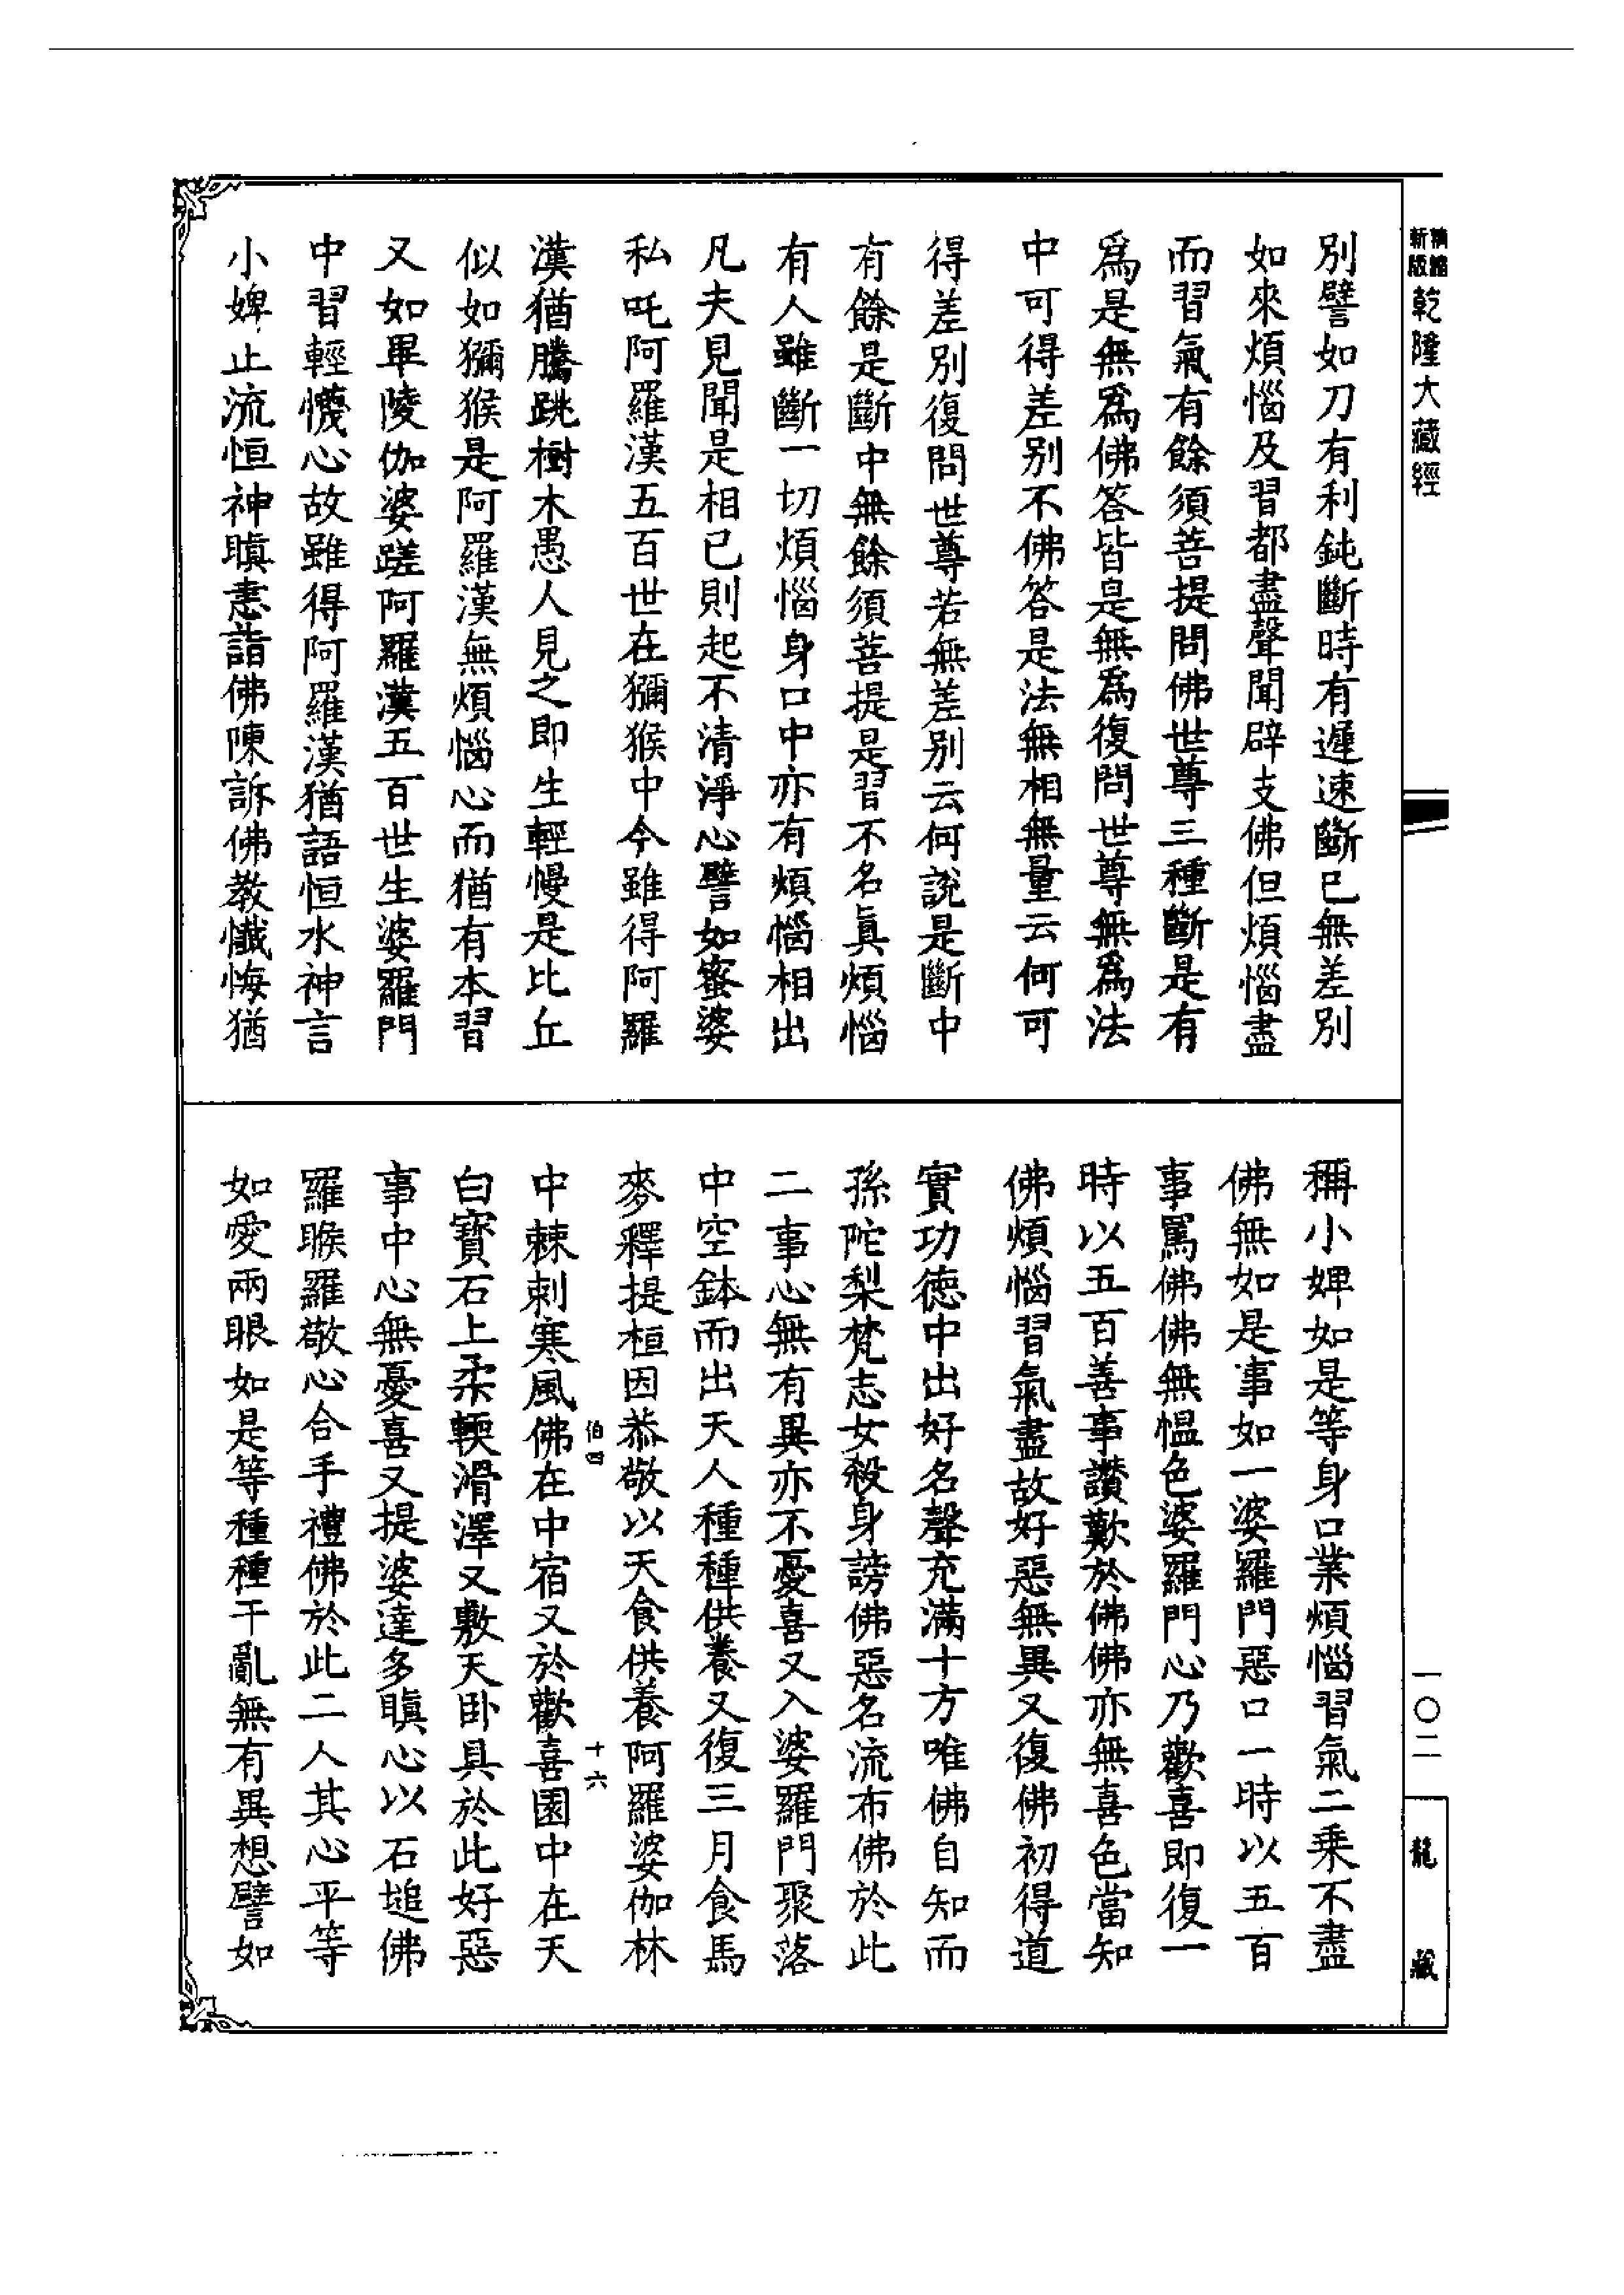 精縮新版乾隆大藏經
別譬如刀有利鈍斷時有遲速斷已無差別
如來煩惱及習都盡聲聞辟支佛但煩惱盡
而習氣有餘須菩提問佛世尊三種斷是有
爲是無爲佛答皆是無爲復問世尊無爲法
中可得差别不佛答是法無相無量云何可
得差别復問世尊若無差别云何說是斷中
有餘是斷中無餘須菩提是習不名眞煩惱
有人雖斷一切煩惱身口中亦有煩惱相出
凡夫見聞是相已則起不清淨心譬如蜜婆
私吒阿羅漢五百世在獼猴中今雖得阿羅
漢猶騰跳樹木愚人見之即生輕慢是比丘
似如獼猴是阿羅漢無煩惱心而猶有本習
又如畢陵伽婆蹉阿羅漢五百世生婆羅門
中習輕懱心故雖得阿羅漢猶語恒水神言
小婢止流恒神瞋恚詣佛陳訴佛教懺悔猶
稱小婢如是等身口業煩惱習氣二乘不盡
佛無如是事如一婆羅門惡口一時以五百
事罵佛佛無愠色婆羅門心乃歡喜即復一
時以五百善事讚歎於佛佛亦無喜色當知
佛煩惱習氣盡故好惡無異又復佛初得道
實功德中出好名聲充滿十方唯佛自知而
孫陀梨梵志女殺身謗佛惡名流布佛於此
二事心無有異亦不憂喜又入婆羅門聚落
中空鉢而出天人種種供養又復三月食馬
麥釋提桓因恭敬以天食供養阿羅婆伽林
伯四 十六
中棘刺寒風佛在中宿又於歡喜園中在天
白寶石上柔輭滑澤又敷天卧具於此好惡
事中心無憂喜又提婆達多瞋心以石塠佛
羅睺羅敬心合手禮佛於此二人其心平等
如愛兩眼如是等種種干亂無有異想譬如
一〇二
龍藏